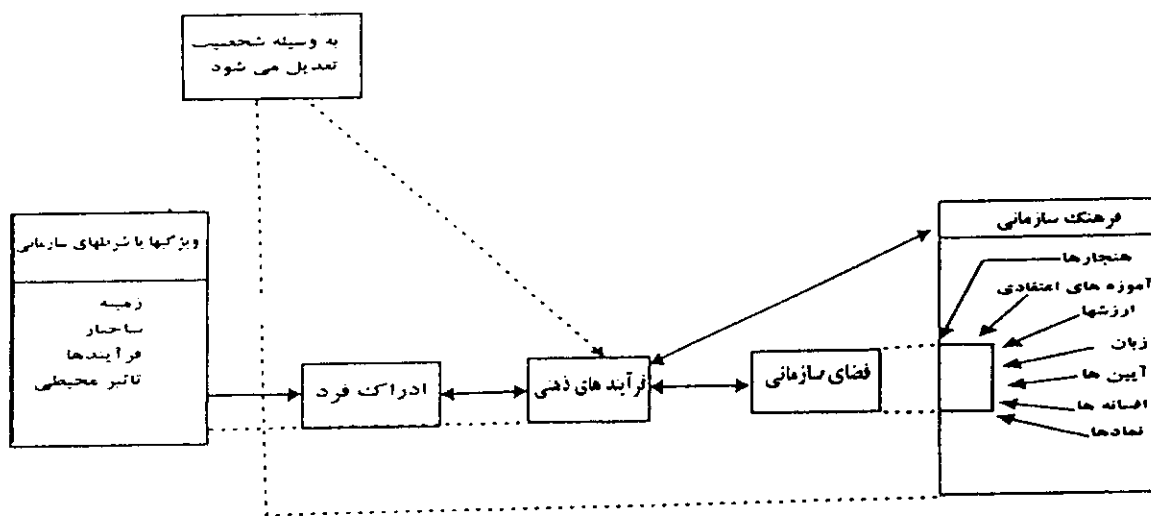 به وسیله شخصیت
تعدیل می شود
ویژگیها یا شرطهای سازمانی
زمینه
ساختار
فرآیندها
تاثیر محیطی
ادراکت فرد
فرآیندهای ذهنی
فضای سازمانی
فرهنگ سازمانی
هنجارها
آموزه های اعتقادی
ارزشها
زبان
آیین ها
افسانه ها
نمادها